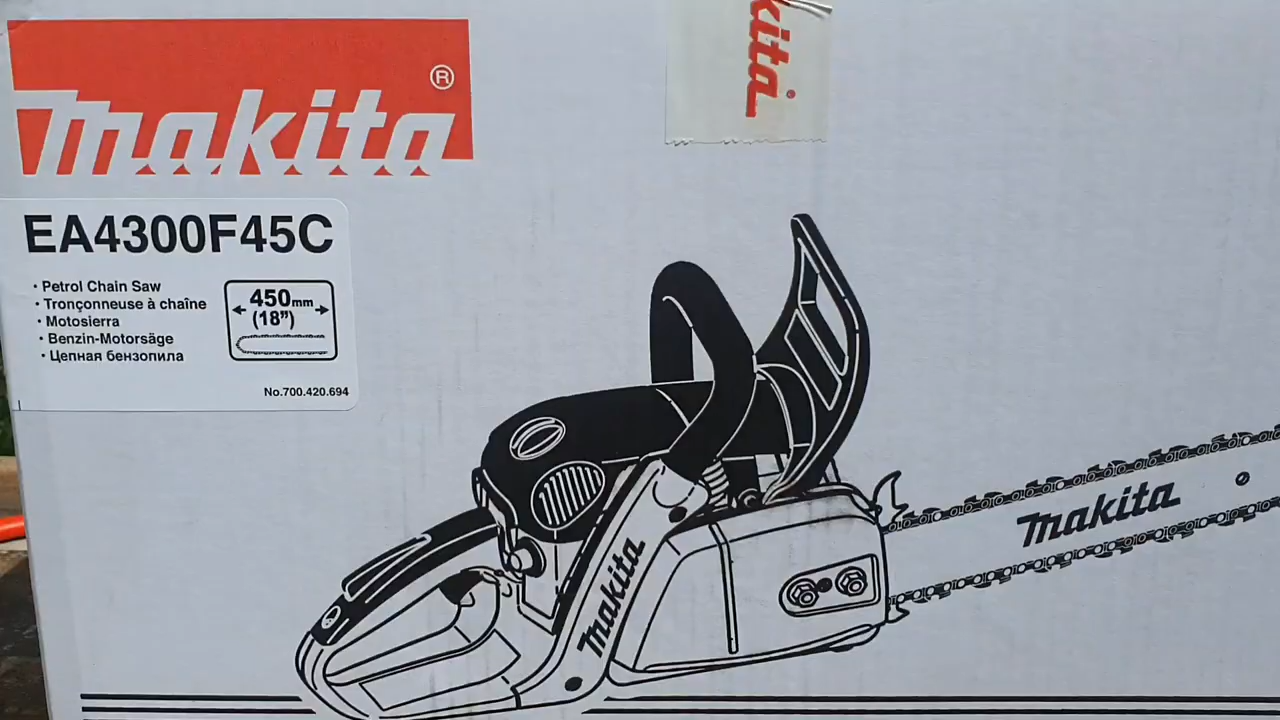 makita®
kita
EA4300F45C
• Petrol Chain Saw
• Tronçonneuse à chaîne
• Motosierra
• Benzin-Motorsäge
• Цепная бензопила
450mm
(18”)
No.700.420.694
makita
makita